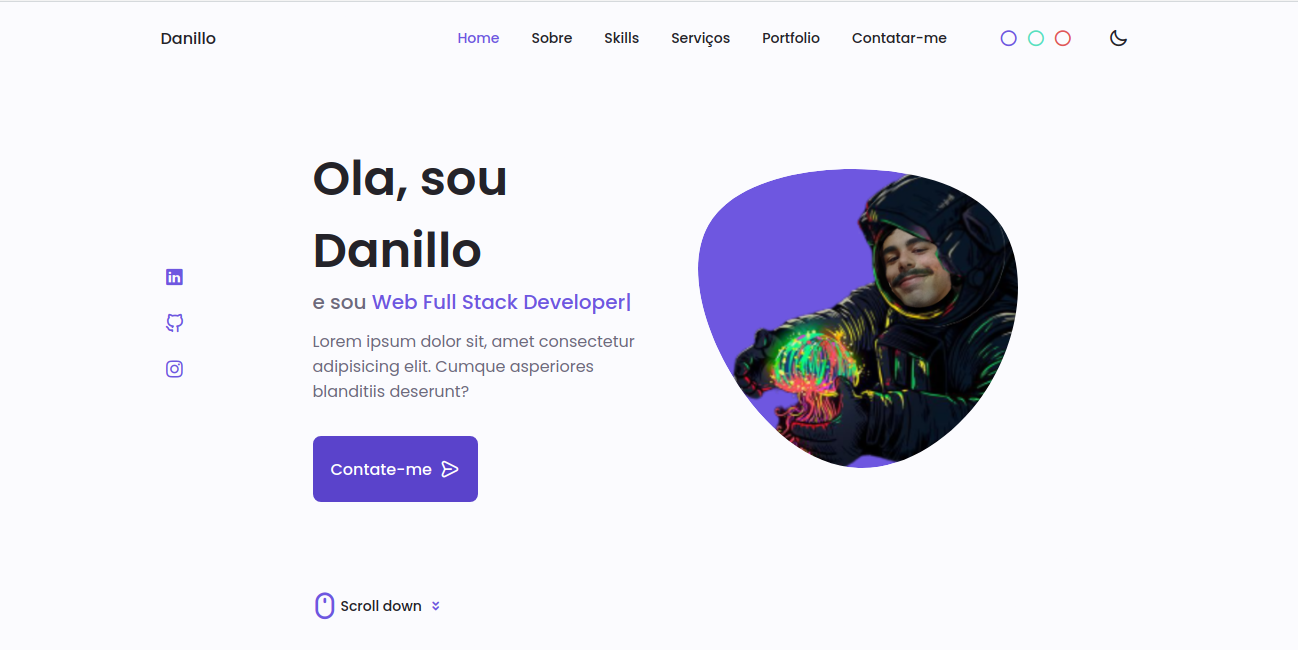 Danillo
Home Sobre Skills Serviços Portfolio Contatar-me
Ola, sou
Danillo
e sou Web Full Stack Developer|
Lorem ipsum dolor sit, amet consectetur
adipisicing elit. Cumque asperiores
blanditiis deserunt?
Contate-me
Scroll down